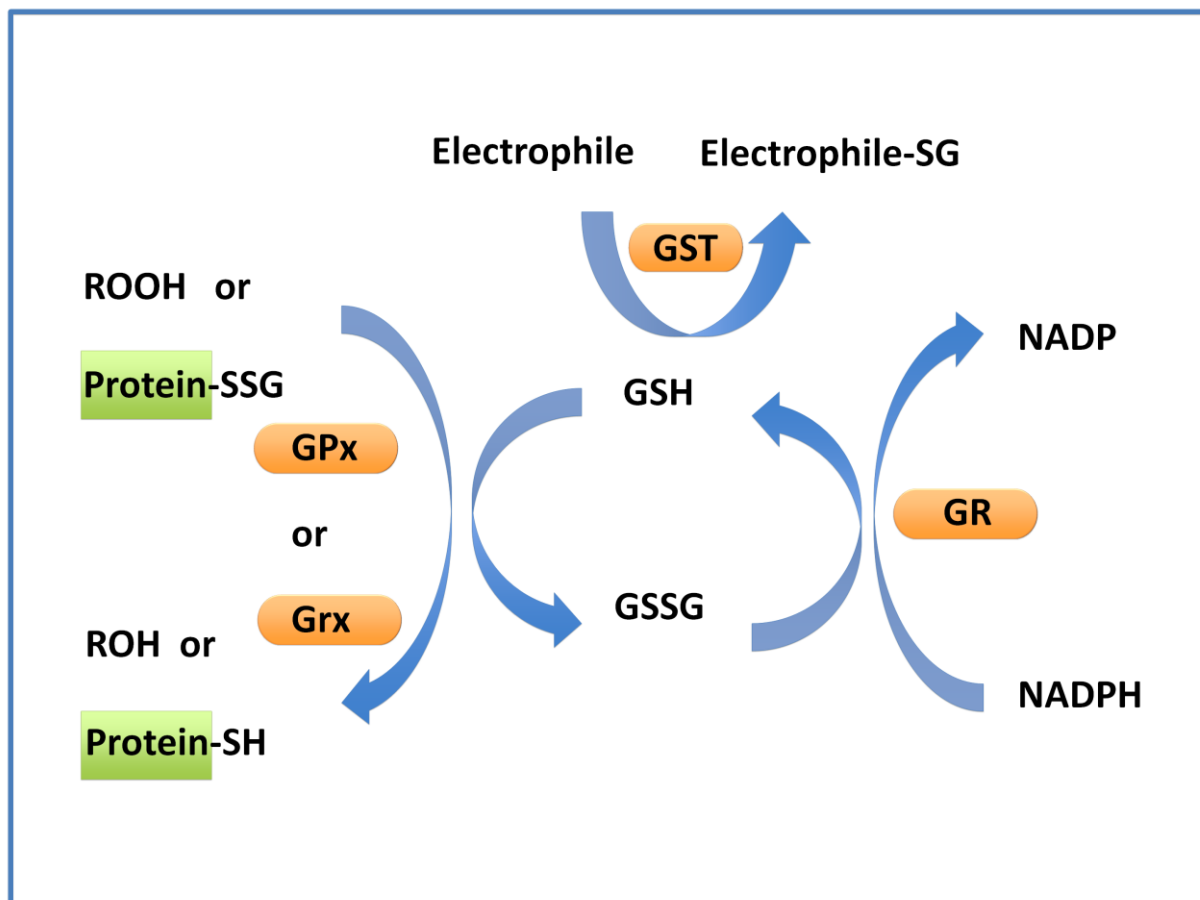 Electrophile
Electrophile-SG
GST
ROOH or
Protein-SSG
GPx
or
Grx
ROH or
Protein-SH
GSH
GSSG
NADP
GR
NADPH